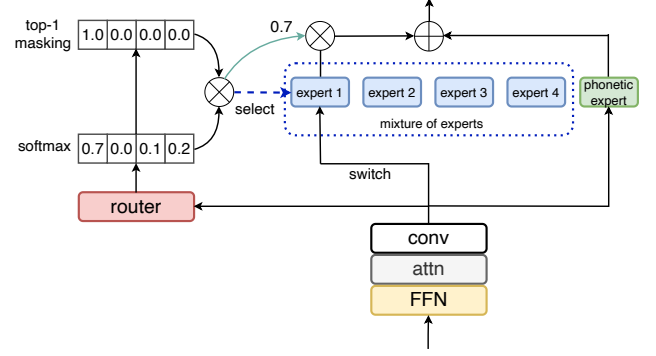 top-1
masking
1.0 0.0 0.0 0.0
0.7
select
expert 1
expert 2
expert 3
expert 4
mixture of experts
phonetic
expert
softmax
0.7 0.0 0.1 0.2
switch
router
conv
attn
FFN